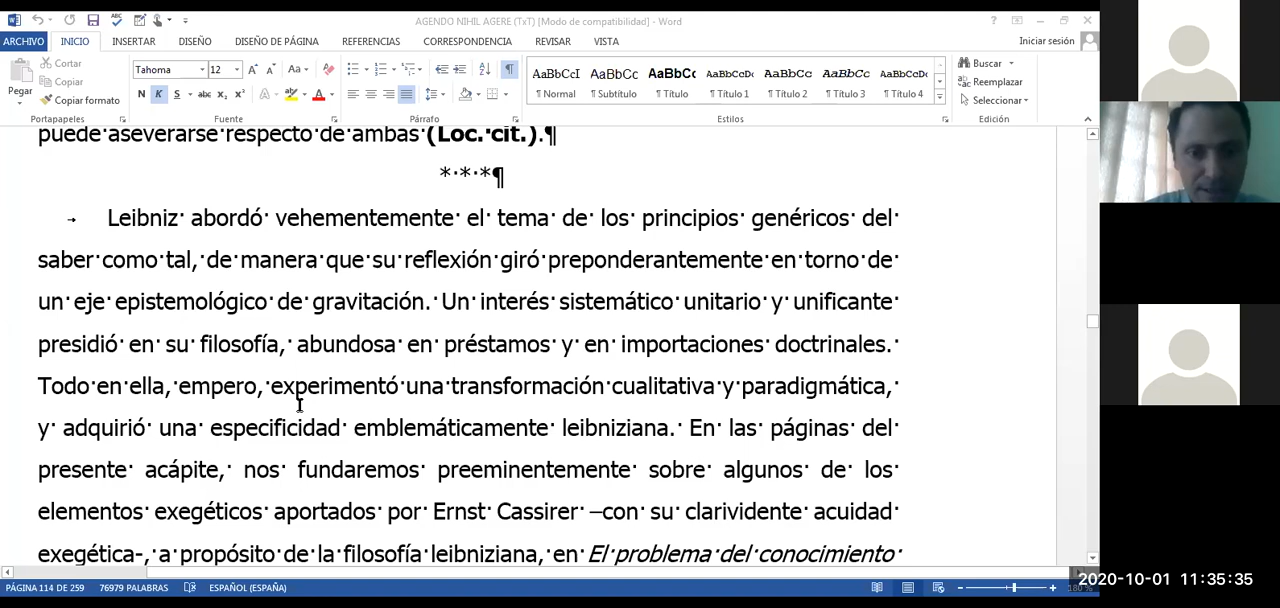 AGENDO NIHIL AGERE (TxT) [Modo de compatibilidad] - Word
ARCHIVO INICIO INSERTAR DISEÑO DISEÑO DE PÁGINA REFERENCIAS CORRESPONDENCIA REVISAR VISTA Iniciar sesión
Pegar
Cortar
Copiar
Copiar formato
Portapapeles
Tahoma 12 Aa
N K S abc x₂ x² A A
Fuente
Párrafo
AaBbCcI AaBbCc AaBbCc AaBbCcDc AaBbCc AaBbCc AaBbCcDc
¶ Normal ¶ Subtítulo ¶ Título ¶ Título 1 ¶ Título 2 ¶ Título 3 ¶ Título 4
Estilos
Buscar
Reemplazar
Seleccionar
Edición
puede aseverarse respecto de ambas (Loc. cit.).¶
*·*·*¶
Leibniz abordó vehementemente el tema de los principios genéricos del
saber como tal, de manera que su reflexión giró preponderantemente en torno de
un eje epistemológico de gravitación. Un interés sistemático unitario y unificante
presidió en su filosofía, abundosa en préstamos y en importaciones doctrinales.
Todo en ella, empero, experimentó una transformación cualitativa y paradigmática,
y adquirió una especificidad emblemáticamente leibniziana. En las páginas del
presente acápite, nos fundaremos preeminentemente sobre algunos de los
elementos exegéticos aportados por Ernst Cassirer –con su clarividente acuidad
exegética-, a propósito de la filosofía leibniziana, en El problema del conocimiento
PÁGINA 114 DE 259 76979 PALABRAS ESPAÑOL (ESPAÑA) 180 %
2020-10-01 11:35:35